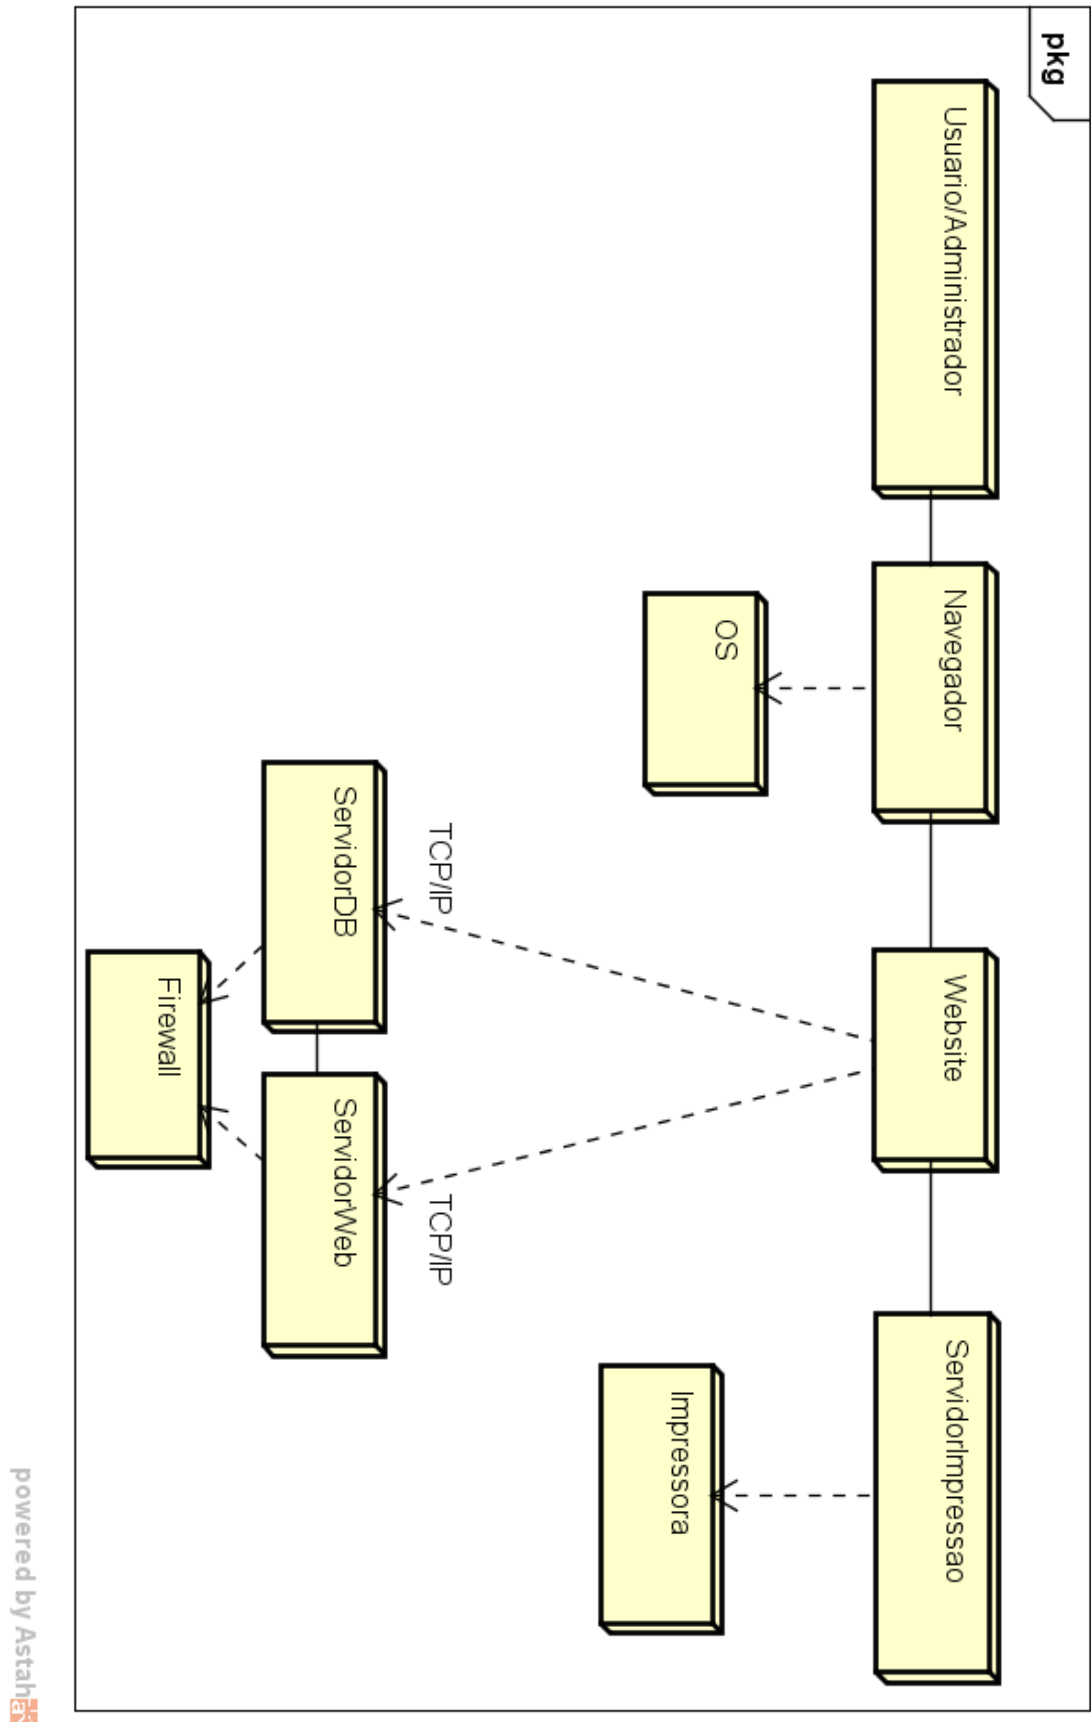 pkg
Usuario/Administrador
Navegador
Website
ServidorImpressao
OS
Impressora
TCP/IP
TCP/IP
ServidorDB
ServidorWeb
Firewall
powered by Astah